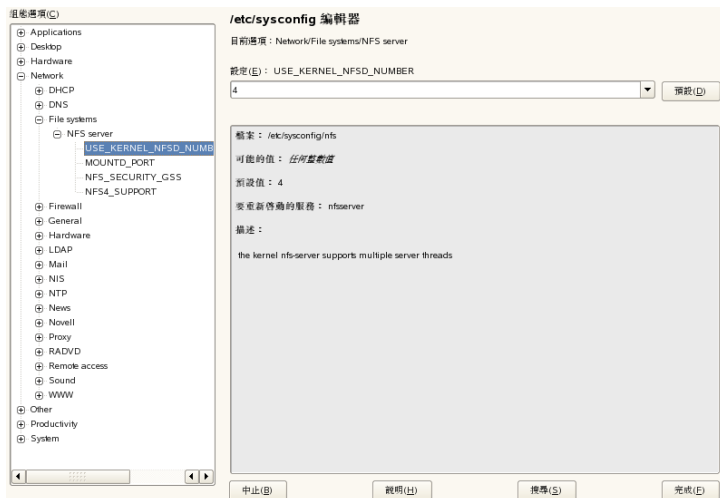 組態選項(C)
Applications
Desktop
Hardware
Network
DHCP
DNS
File systems
NFS server
USE_KERNEL_NFSD_NUMB
MOUNTD_PORT
NFS_SECURITY_GSS
NFS4_SUPPORT
Firewall
General
Hardware
LDAP
Mail
NIS
NTP
News
Novell
Proxy
RADVD
Remote access
Sound
WWW
Other
Productivity
System
/etc/sysconfig 編輯器
目前選項：Network/File systems/NFS server
設定(E)： USE_KERNEL_NFSD_NUMBER
4
預設(D)
檔案： /etc/sysconfig/nfs
可能的值： 任何整數值
預設值： 4
要重新啓動的服務： nfsserver
描述：
the kernel nfs-server supports multiple server threads
中止(B)
說明(H)
搜尋(S)
完成(F)